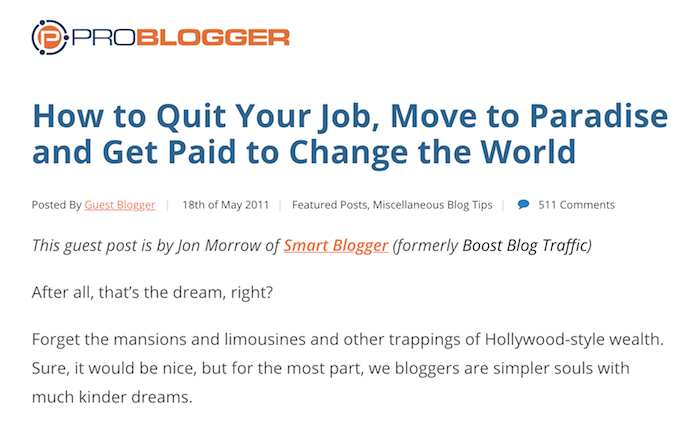 PROBLOGGER
How to Quit Your Job, Move to Paradise
and Get Paid to Change the World
Posted By Guest Blogger | 18th of May 2011 | Featured Posts, Miscellaneous Blog Tips | 511 Comments
This guest post is by Jon Morrow of Smart Blogger (formerly Boost Blog Traffic)
After all, that’s the dream, right?
Forget the mansions and limousines and other trappings of Hollywood-style wealth.
Sure, it would be nice, but for the most part, we bloggers are simpler souls with
much kinder dreams.